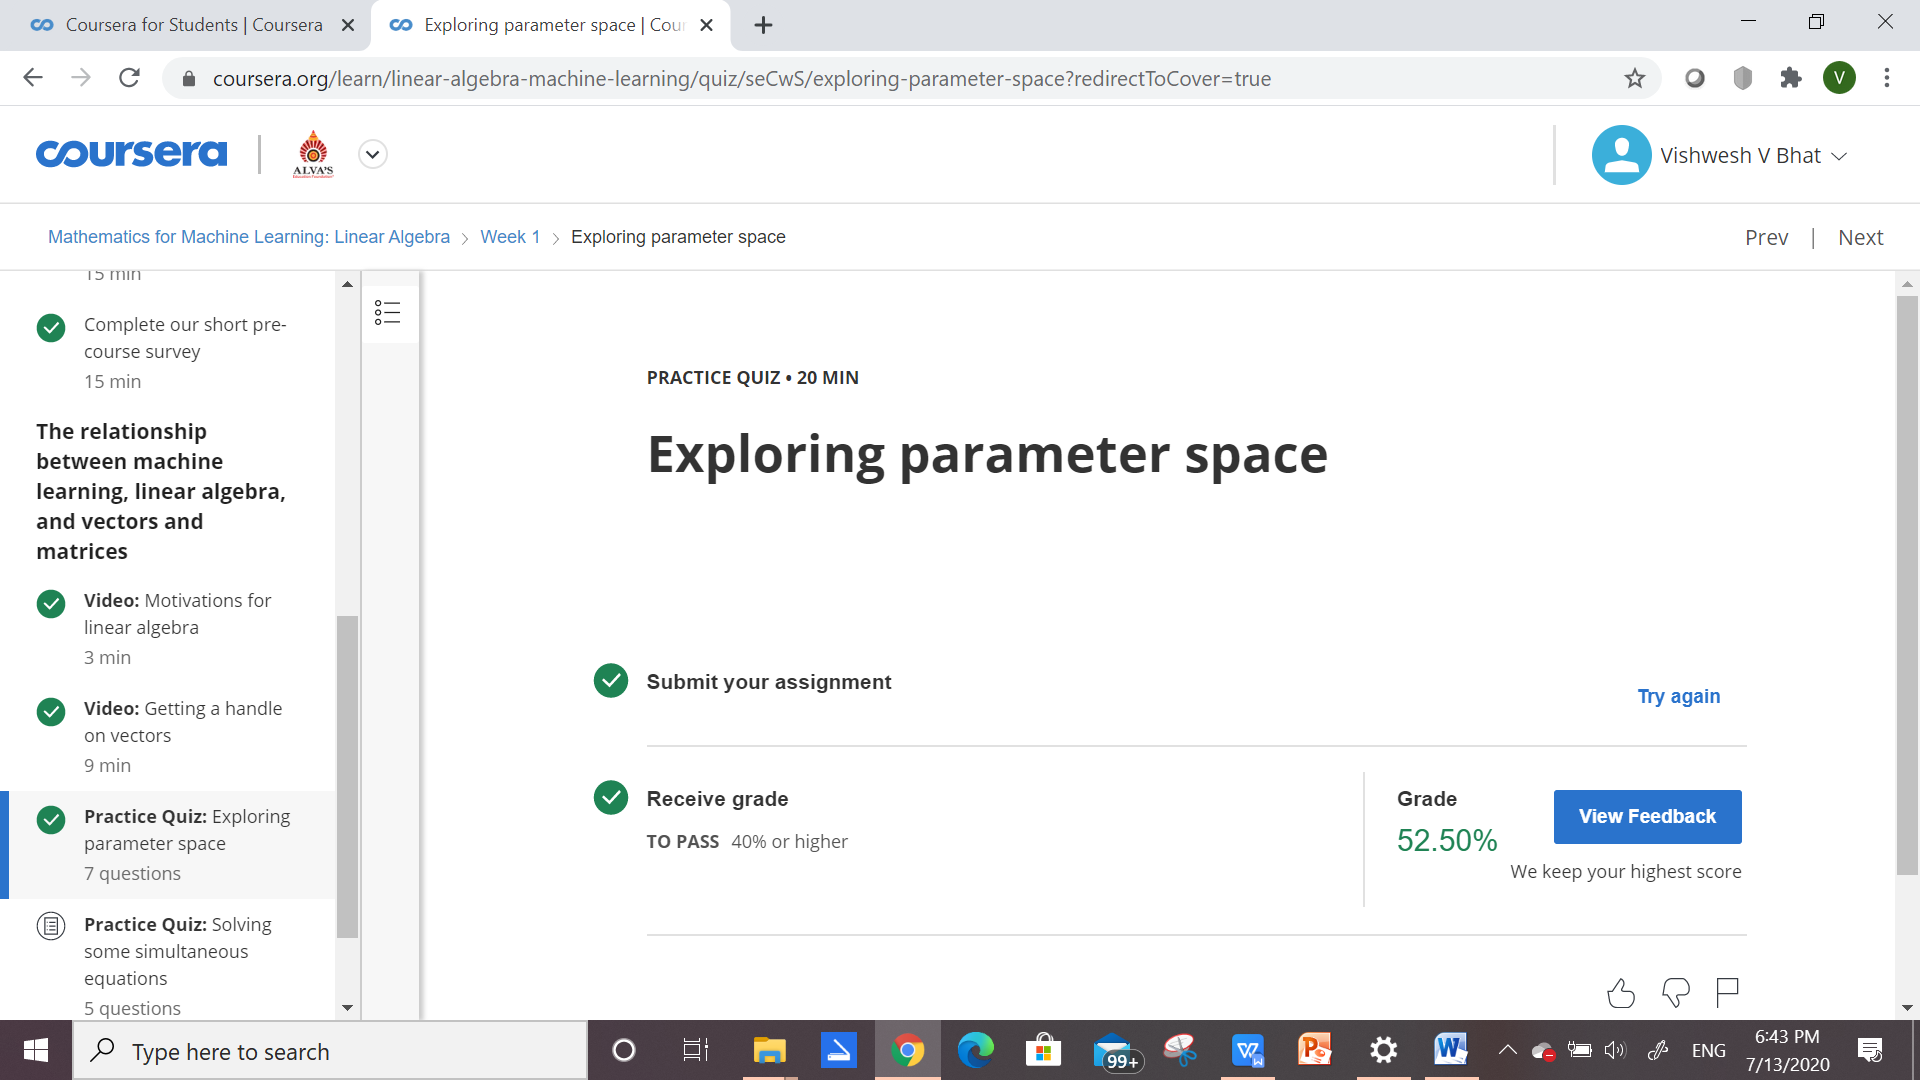 Coursera for Students | Coursera
Exploring parameter space | Cour
coursera.org/learn/linear-algebra-machine-learning/quiz/seCwS/exploring-parameter-space?redirectToCover=true
V
coursera
ALVA'S
Vishwesh V Bhat
Mathematics for Machine Learning: Linear Algebra
Week 1
Exploring parameter space
Prev | Next
15 min
Complete our short pre-
course survey
15 min
The relationship
between machine
learning, linear algebra,
and vectors and
matrices
Video: Motivations for
linear algebra
3 min
Video: Getting a handle
on vectors
9 min
Practice Quiz: Exploring
parameter space
7 questions
Practice Quiz: Solving
some simultaneous
equations
5 questions
PRACTICE QUIZ • 20 MIN
Exploring parameter space
Submit your assignment
Try again
Receive grade
TO PASS 40% or higher
Grade
52.50%
View Feedback
We keep your highest score
Type here to search
99+
ENG
6:43 PM
7/13/2020